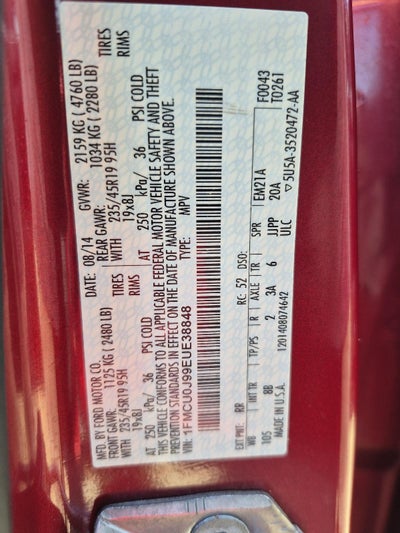 MFD. BY FORD MOTOR CO.
DATE: 08/14 GVWR: 2159 KG ( 4760 LB)
FRONT GAWR: 1125 KG (2480 LB) REAR GAWR: 1034 KG ( 2280 LB)
WITH 235/45R19 95H TIRES WITH 235/45R19 95H TIRES
19x8J RIMS 19x8J RIMS
AT 250 kPa/ 36 PSI COLD AT 250 kPa/ 36 PSI COLD
THIS VEHICLE CONFORMS TO ALL APPLICABLE FEDERAL MOTOR VEHICLE SAFETY AND THEFT
PREVENTION STANDARDS IN EFFECT ON THE DATE OF MANUFACTURE SHOWN ABOVE.
VIN: 1FMCU0J99EUE38848
TYPE: MPV
F0043
T0261
EXT PNT: RR RC: 52 DSO:
WB INT TR TP/PS R AXLE TR SPR EM21A
105 8B 2 3A 6 JJPP 20A
MADE IN U.S.A. ULC ▽5U5A-3520472-AA
1201408074642